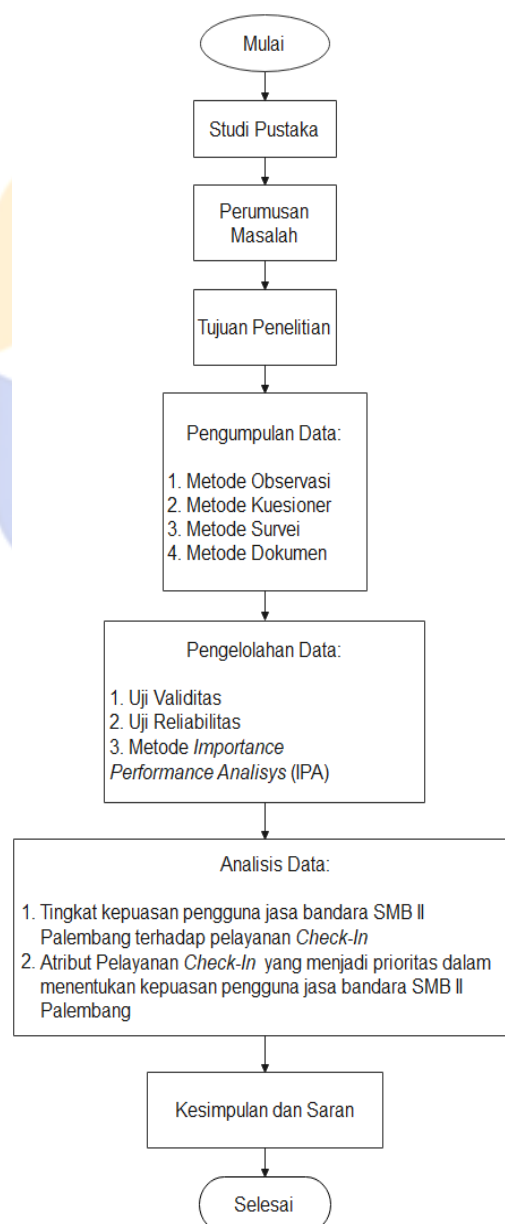 Mulai
Studi Pustaka
Perumusan
Masalah
Tujuan Penelitian
Pengumpulan Data:
1. Metode Observasi
2. Metode Kuesioner
3. Metode Survei
4. Metode Dokumen
Pengelolahan Data:
1. Uji Validitas
2. Uji Reliabilitas
3. Metode Importance
Performance Analisys (IPA)
Analisis Data:
1. Tingkat kepuasan pengguna jasa bandara SMB II
Palembang terhadap pelayanan Check-In
2. Atribut Pelayanan Check-In yang menjadi prioritas dalam
menentukan kepuasan pengguna jasa bandara SMB II
Palembang
Kesimpulan dan Saran
Selesai